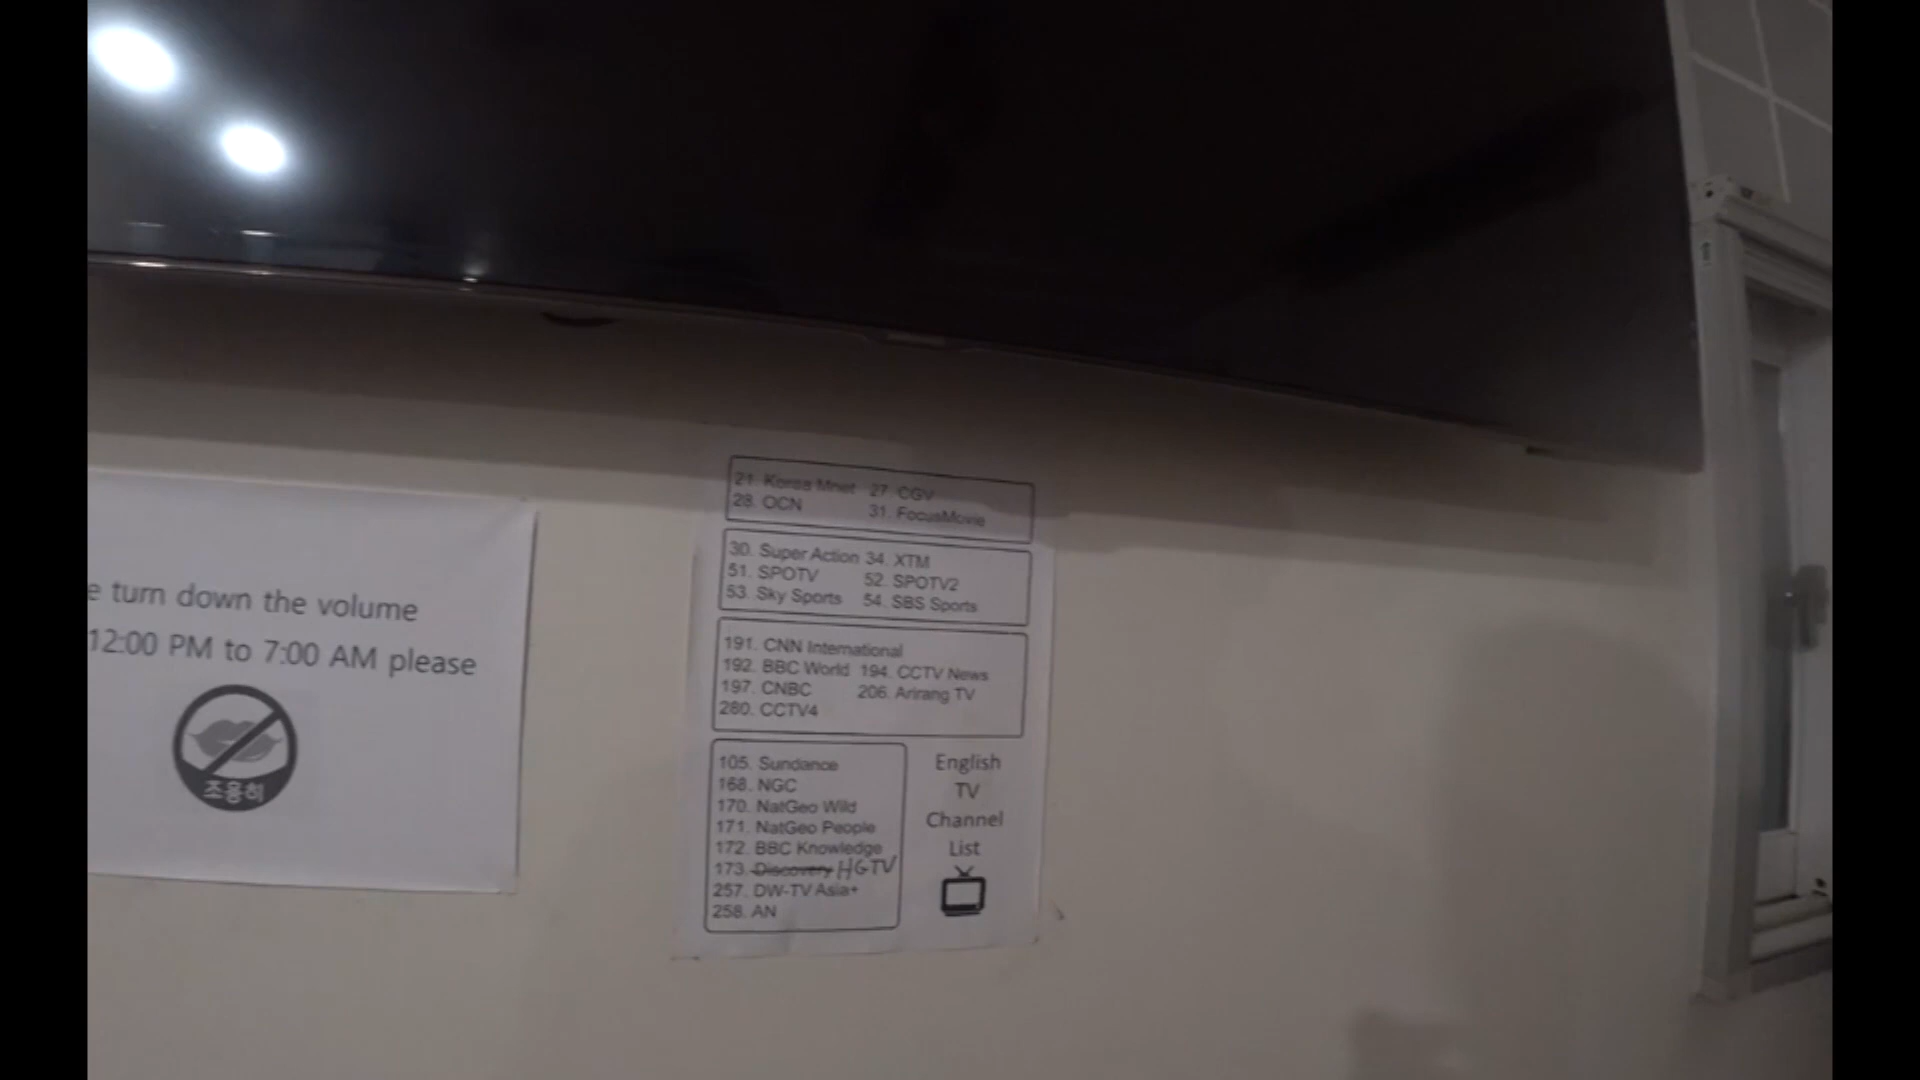 e turn down the volume
12:00 PM to 7:00 AM please
조용히
21. Korea Mnet 27. CGV
28. OCN 31. FocusMovie
30. Super Action 34. XTM
51. SPOTV 52. SPOTV2
53. Sky Sports 54. SBS Sports
191. CNN International
192. BBC World 194. CCTV News
197. CNBC 206. Arirang TV
280. CCTV4
105. Sundance
168. NGC
170. NatGeo Wild
171. NatGeo People
172. BBC Knowledge
173. Discovery HGTV
257. DW-TV Asia+
258. AN
English
TV
Channel
List